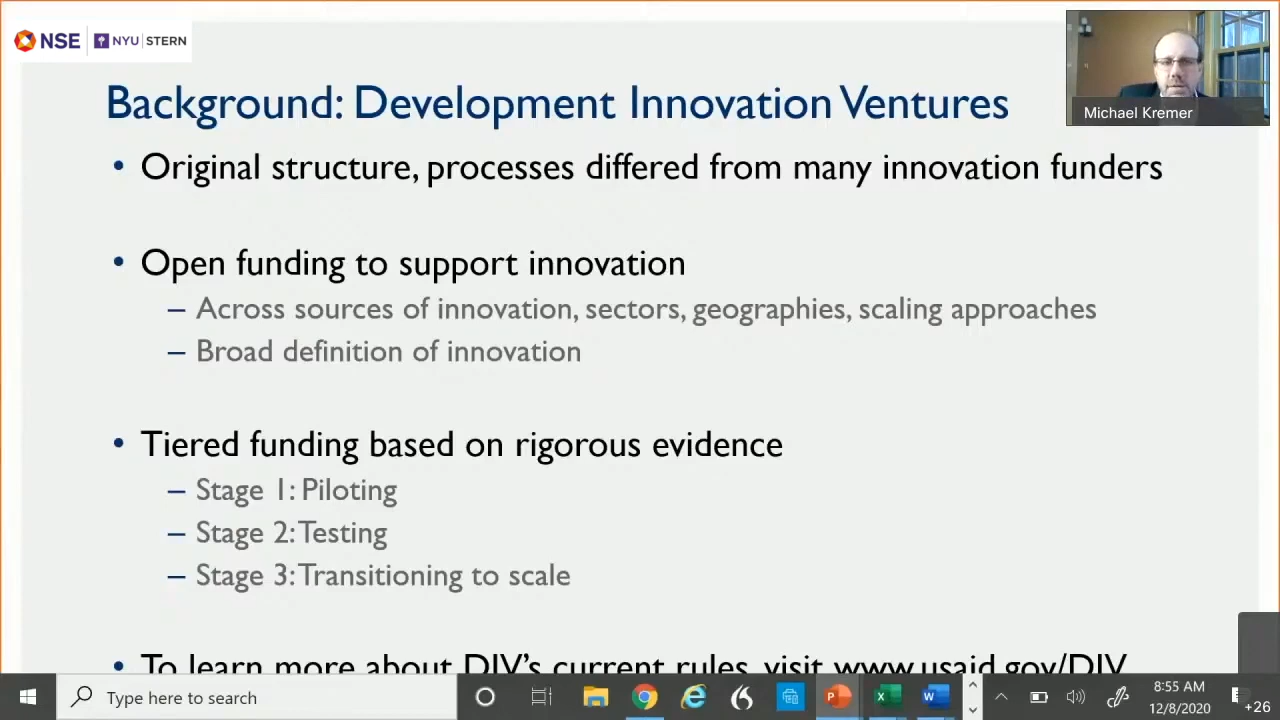 NSE NYU STERN
Michael Kremer
Background: Development Innovation Ventures
• Original structure, processes differed from many innovation funders
• Open funding to support innovation
– Across sources of innovation, sectors, geographies, scaling approaches
– Broad definition of innovation
• Tiered funding based on rigorous evidence
– Stage 1: Piloting
– Stage 2: Testing
– Stage 3: Transitioning to scale
• To learn more about DIV's current rules, visit www.usaid.gov/DIV
Type here to search
8:55 AM
12/8/2020
+26